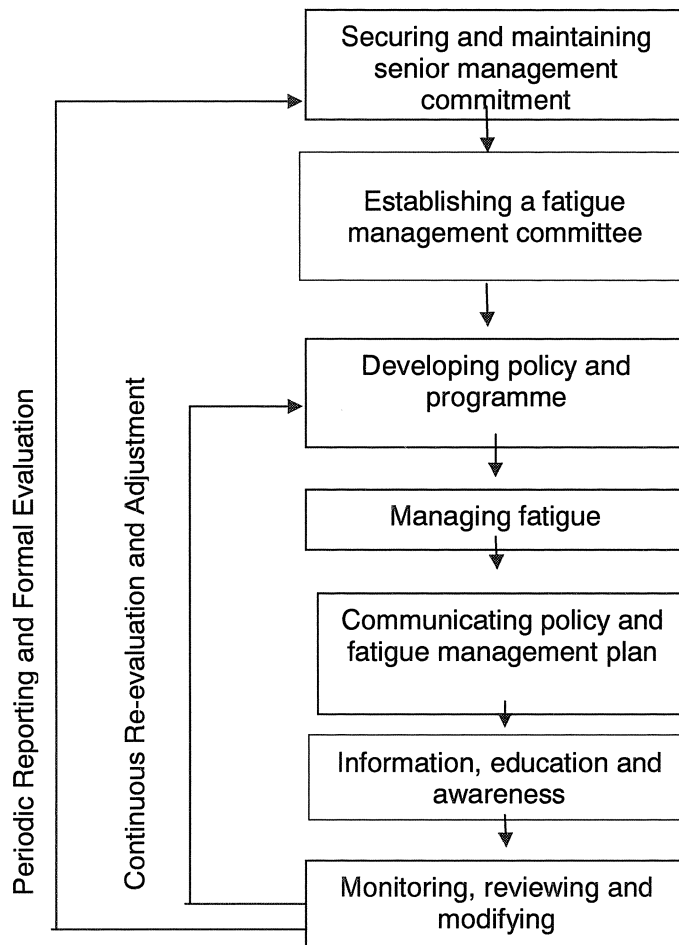 Securing and maintaining
senior management
commitment
Establishing a fatigue
management committee
Developing policy and
programme
Managing fatigue
Communicating policy and
fatigue management plan
Information, education and
awareness
Monitoring, reviewing and
modifying
Periodic Reporting and Formal Evaluation
Continuous Re-evaluation and Adjustment